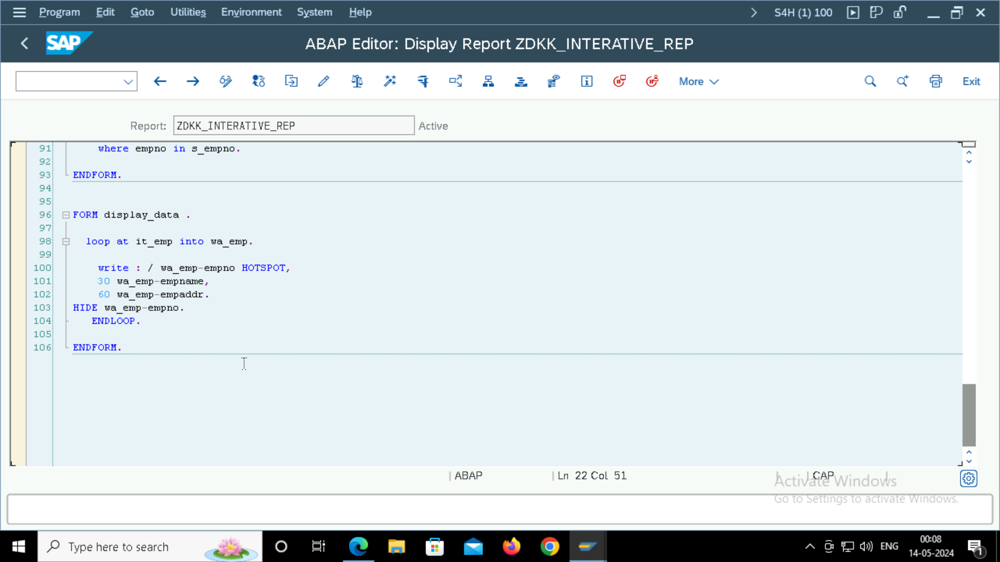 Program Edit Goto Utilities Environment System Help S4H (1) 100
SAP ABAP Editor: Display Report ZDKK_INTERATIVE_REP
More Exit
Report: ZDKK_INTERATIVE_REP Active
91 where empno in s_empno.
92
93 ENDFORM.
94
95
96 FORM display_data .
97
98 loop at it_emp into wa_emp.
99
100 write : / wa_emp-empno HOTSPOT,
101 30 wa_emp-empname,
102 60 wa_emp-empaddr.
103 HIDE wa_emp-empno.
104 ENDLOOP.
105
106 ENDFORM.
ABAP Ln 22 Col 51 CAP
Activate Windows
Go to Settings to activate Windows.
Type here to search ENG 00:08
14-05-2024 1